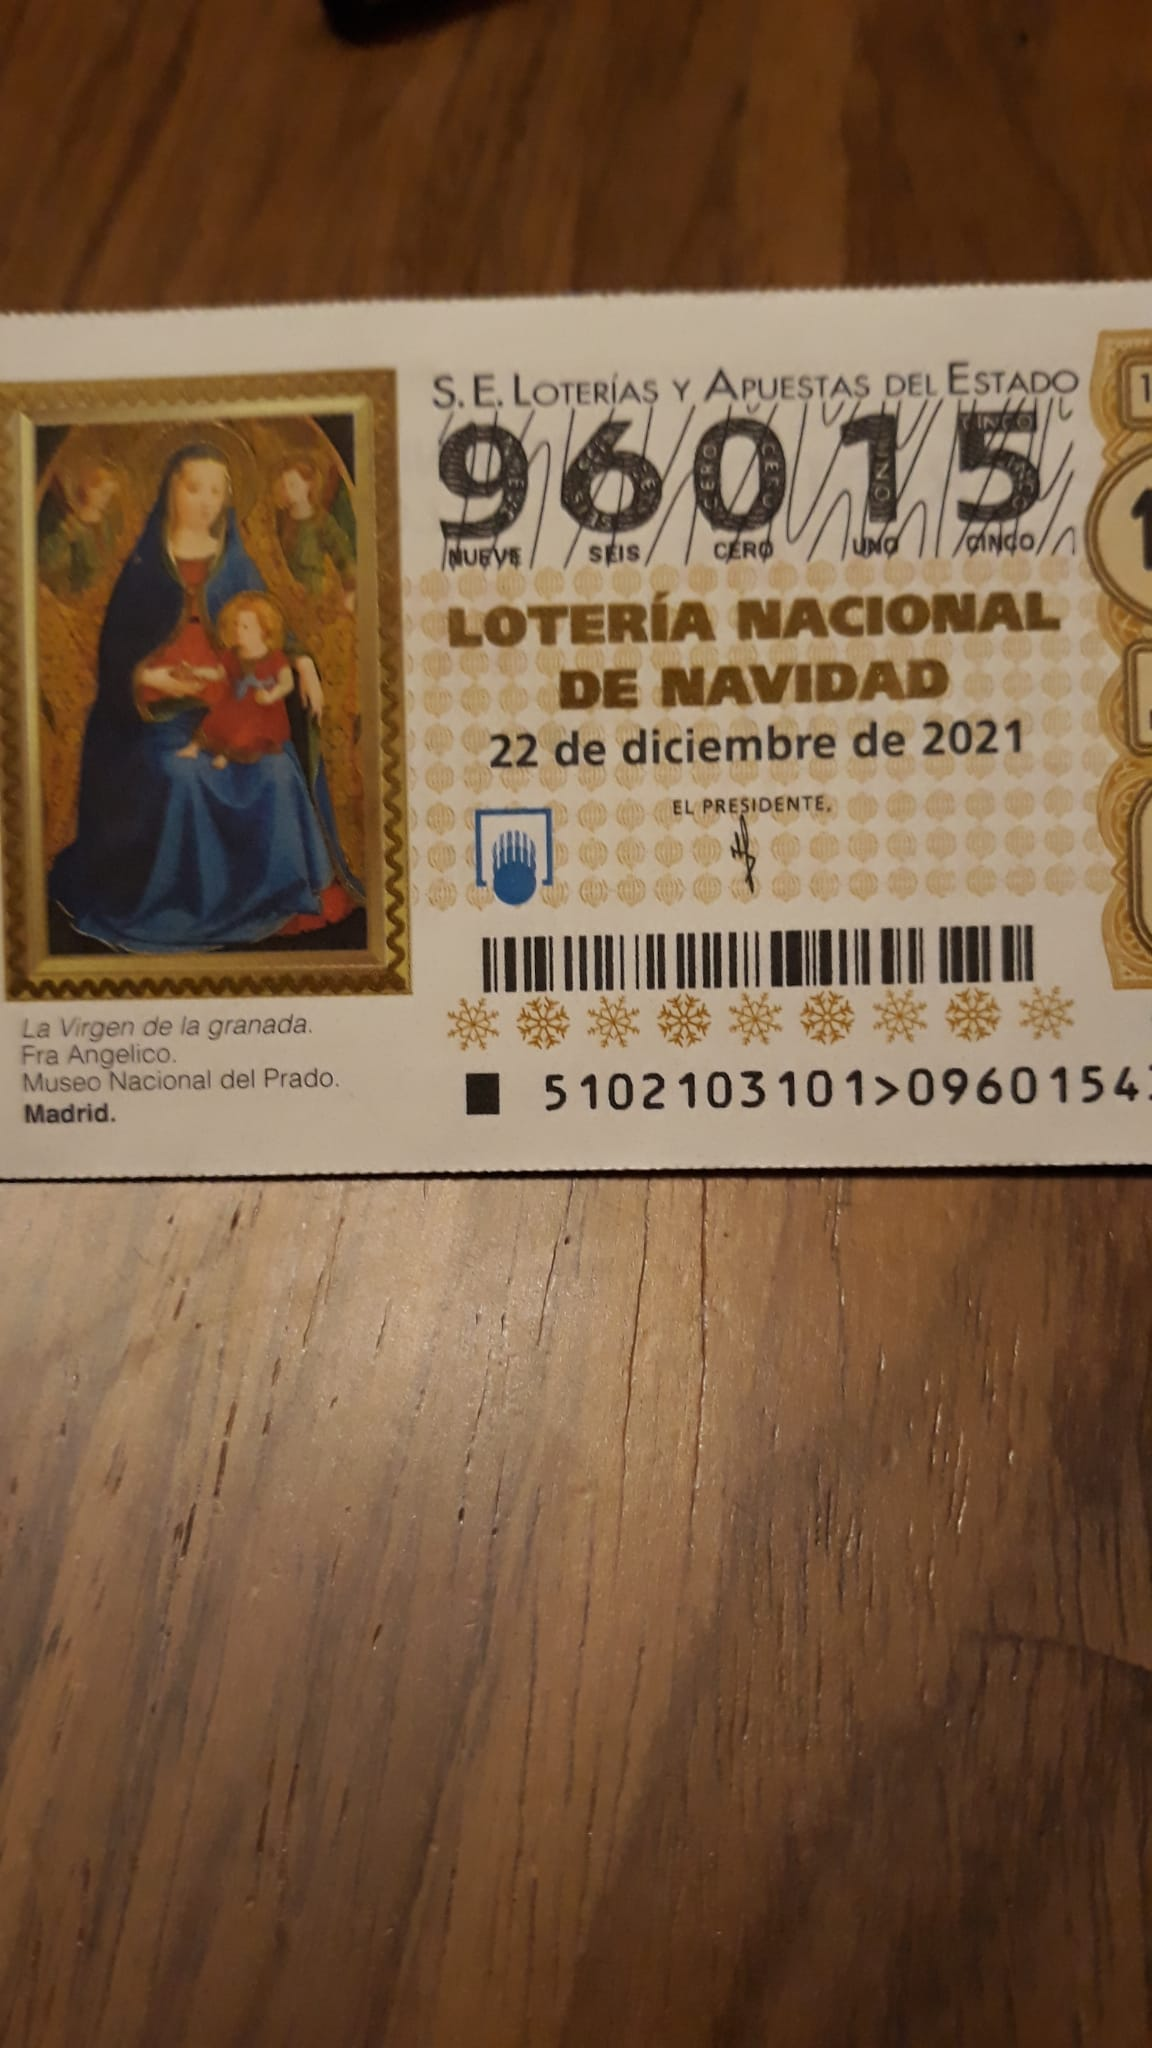 S. E. LOTERÍAS Y APUESTAS DEL ESTADO
96015
NUEVE SEIS CERO UNO CINCO
LOTERÍA NACIONAL
DE NAVIDAD
22 de diciembre de 2021
EL PRESIDENTE,
La Virgen de la granada.
Fra Angelico.
Museo Nacional del Prado.
Madrid.
5102103101>09601543